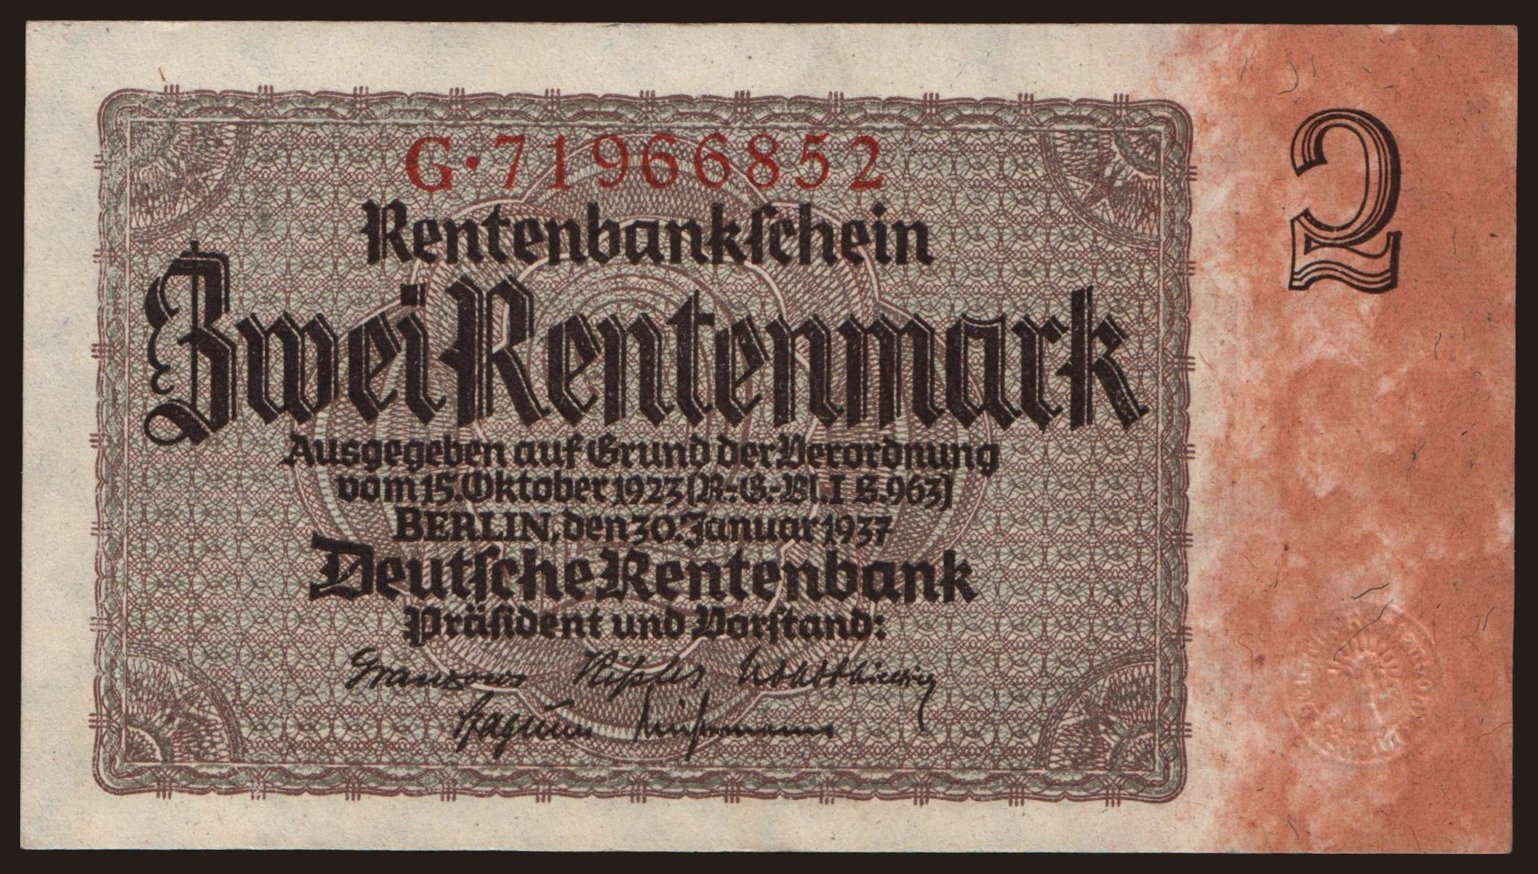 G·71966852
2
Rentenbankschein
Zwei Rentenmark
Ausgegeben auf Grund der Verordnung
vom 15. Oktober 1923 (R.-G.-Bl. I S. 963)
BERLIN, den 30. Januar 1937
Deutsche Rentenbank
Präsident und Vorstand: